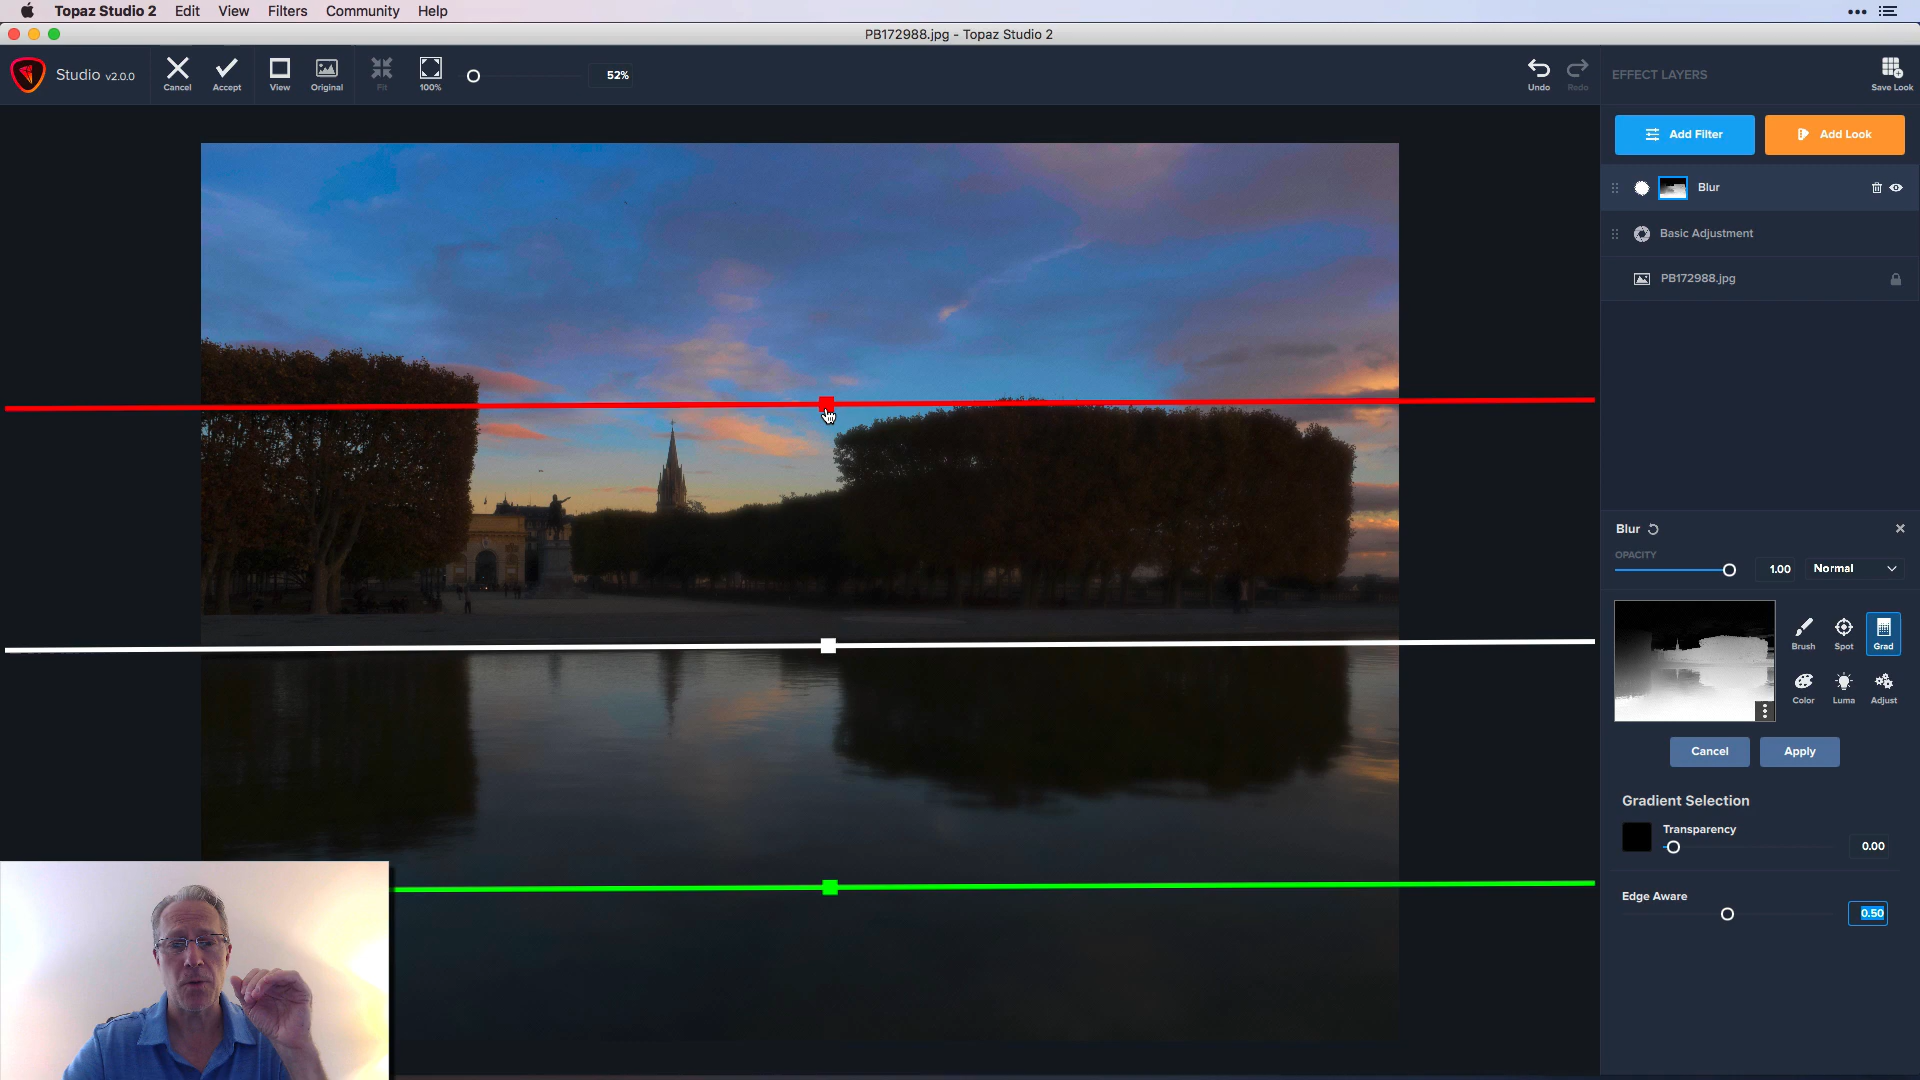 Topaz Studio 2 Edit View Filters Community Help
PB172988.jpg - Topaz Studio 2
Studio v2.0.0
Cancel
Accept
View
Original
Fit
100%
52%
Undo
Redo
EFFECT LAYERS
Save Look
Add Filter
Add Look
Blur
Basic Adjustment
PB172988.jpg
Blur
OPACITY
1.00
Normal
Brush
Spot
Grad
Color
Luma
Adjust
Cancel
Apply
Gradient Selection
Transparency
0.00
Edge Aware
0.50